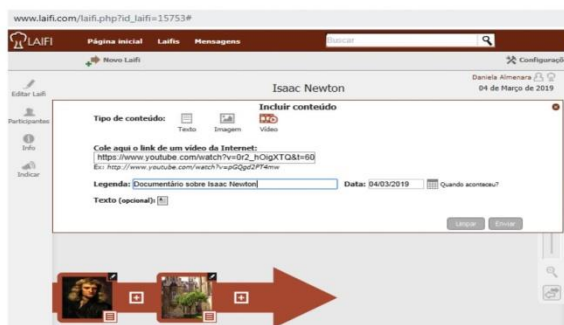 www.laifi.com/laifi.php?id_laifi=15753#
LAIFI Página inicial Laifis Mensagens Buscar
Novo Laifi Configuraçõ
Daniela Almenara
Editar Laifi Isaac Newton 04 de Março de 2019
Participantes
Info
Indicar
Incluir conteúdo
Tipo de conteúdo: Texto Imagem Vídeo
Cole aqui o link de um vídeo da Internet:
https://www.youtube.com/watch?v=0r2_hOigXTQ&t=60
Ex: http://www.youtube.com/watch?v=pGQgd2PT4mw
Legenda: Documentário sobre Isaac Newton Data: 04/03/2019 Quando aconteceu?
Texto (opcional):
Limpar Enviar